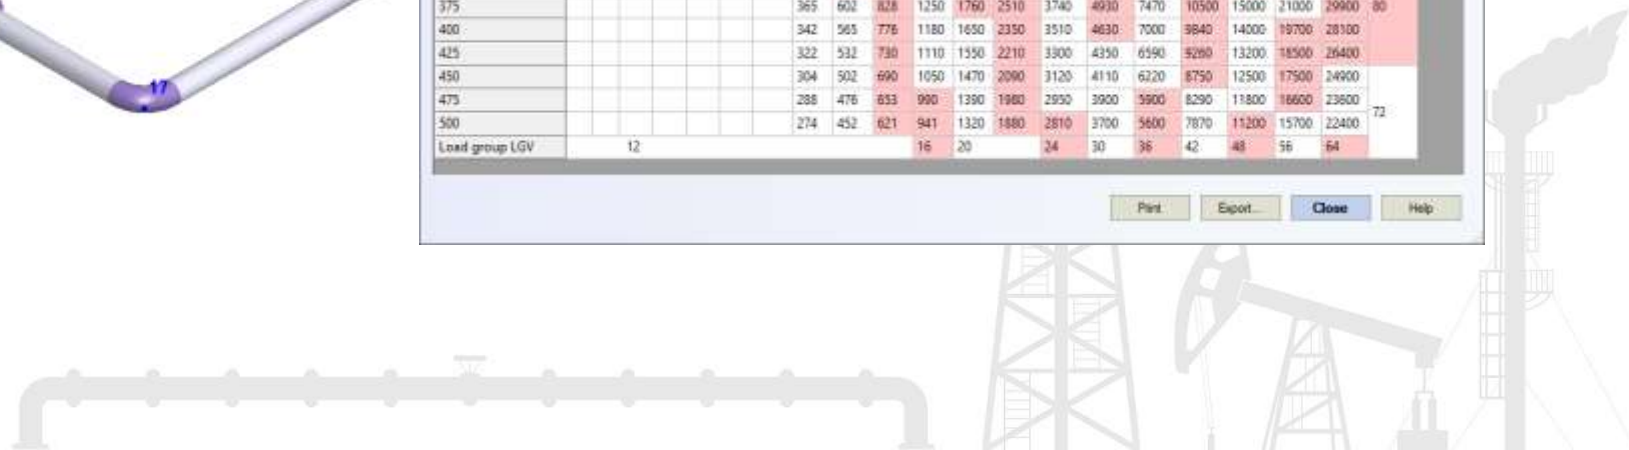 375 365 602 828 1250 1760 2510 3740 4930 7470 10500 15000 21000 29900 80
400 342 565 776 1180 1650 2350 3510 4630 7000 9840 14000 19700 28100
425 322 532 730 1110 1550 2210 3300 4350 6590 9260 13200 18500 26400
17 450 304 502 690 1050 1470 2090 3120 4110 6220 8750 12500 17500 24900
475 288 476 653 990 1390 1980 2950 3900 5900 8290 11800 16600 23600
72
500 274 452 621 941 1320 1880 2810 3700 5600 7870 11200 15700 22400
Load group LGV 12 16 20 24 30 36 42 48 56 64
Print Export... Close Help